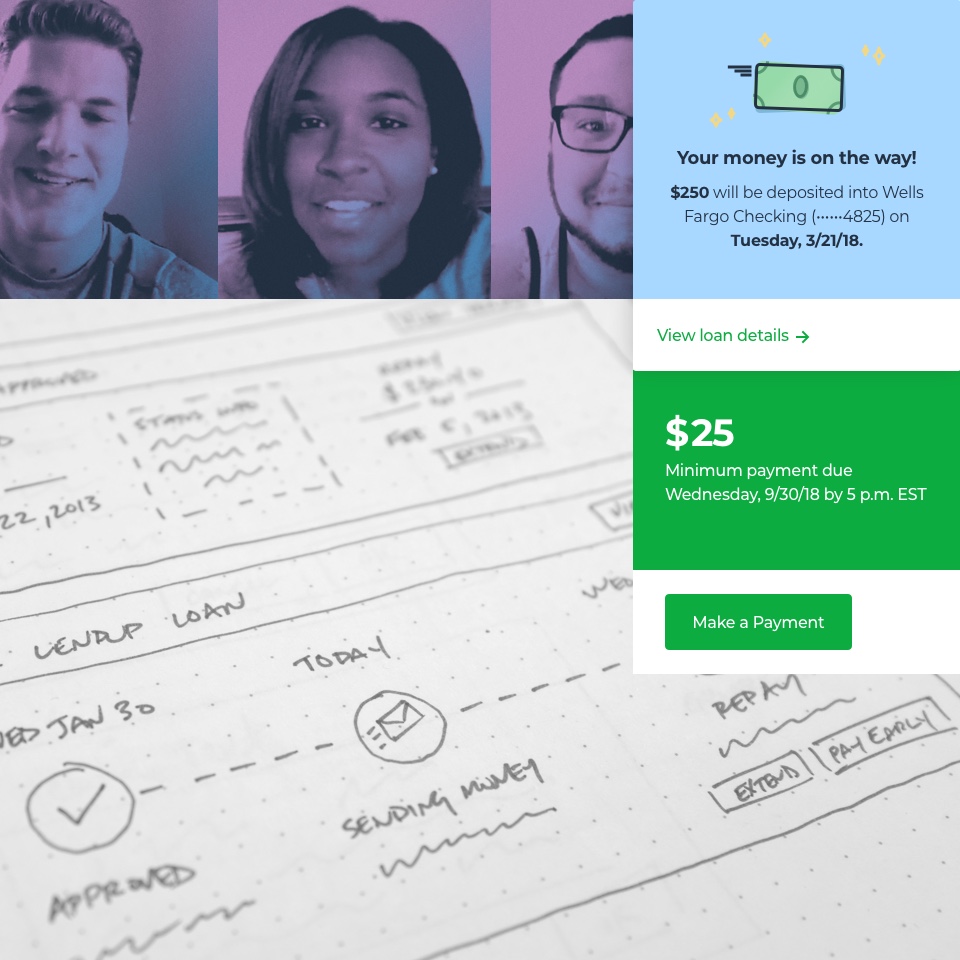 Your money is on the way!
$250 will be deposited into Wells
Fargo Checking (••••••4825) on
Tuesday, 3/21/18.
View loan details →
$25
Minimum payment due
Wednesday, 9/30/18 by 5 p.m. EST
Make a Payment
APPROVED
REPAY
STATUS INFO
FEB 5, 2013
EXTEND
22, 2013
LENDUP LOAN
TODAY
WED JAN 30
REPAY
EXTEND
PAY EARLY
SENDING MONEY
APPROVED